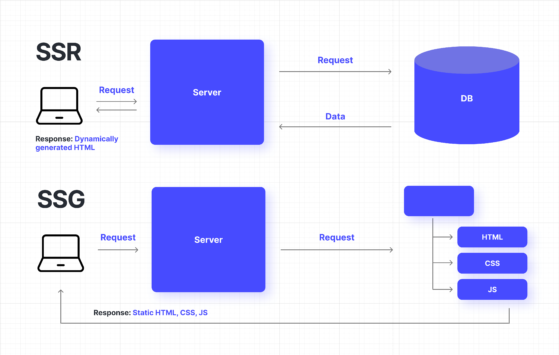 SSR
Request
Server
Request
DB
Data
Response: Dynamically
generated HTML
SSG
Request
Server
Request
HTML
CSS
JS
Response: Static HTML, CSS, JS